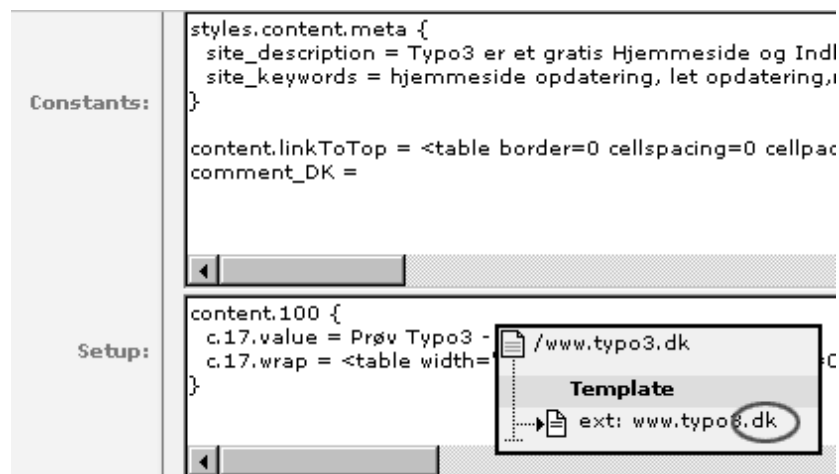 styles.content.meta {
site_description = Typo3 er et gratis Hjemmeside og
site_keywords = hjemmeside opdatering, let opdatering,
}
Constants:
content.linkToTop = <table border=0 cellspacing=0
comment_DK =
content.100 {
c.17.value = Prøv Typo3 -
Setup:
c.17.wrap = <table width=
}
/www.typo3.dk
Template
ext: www.typo3.dk